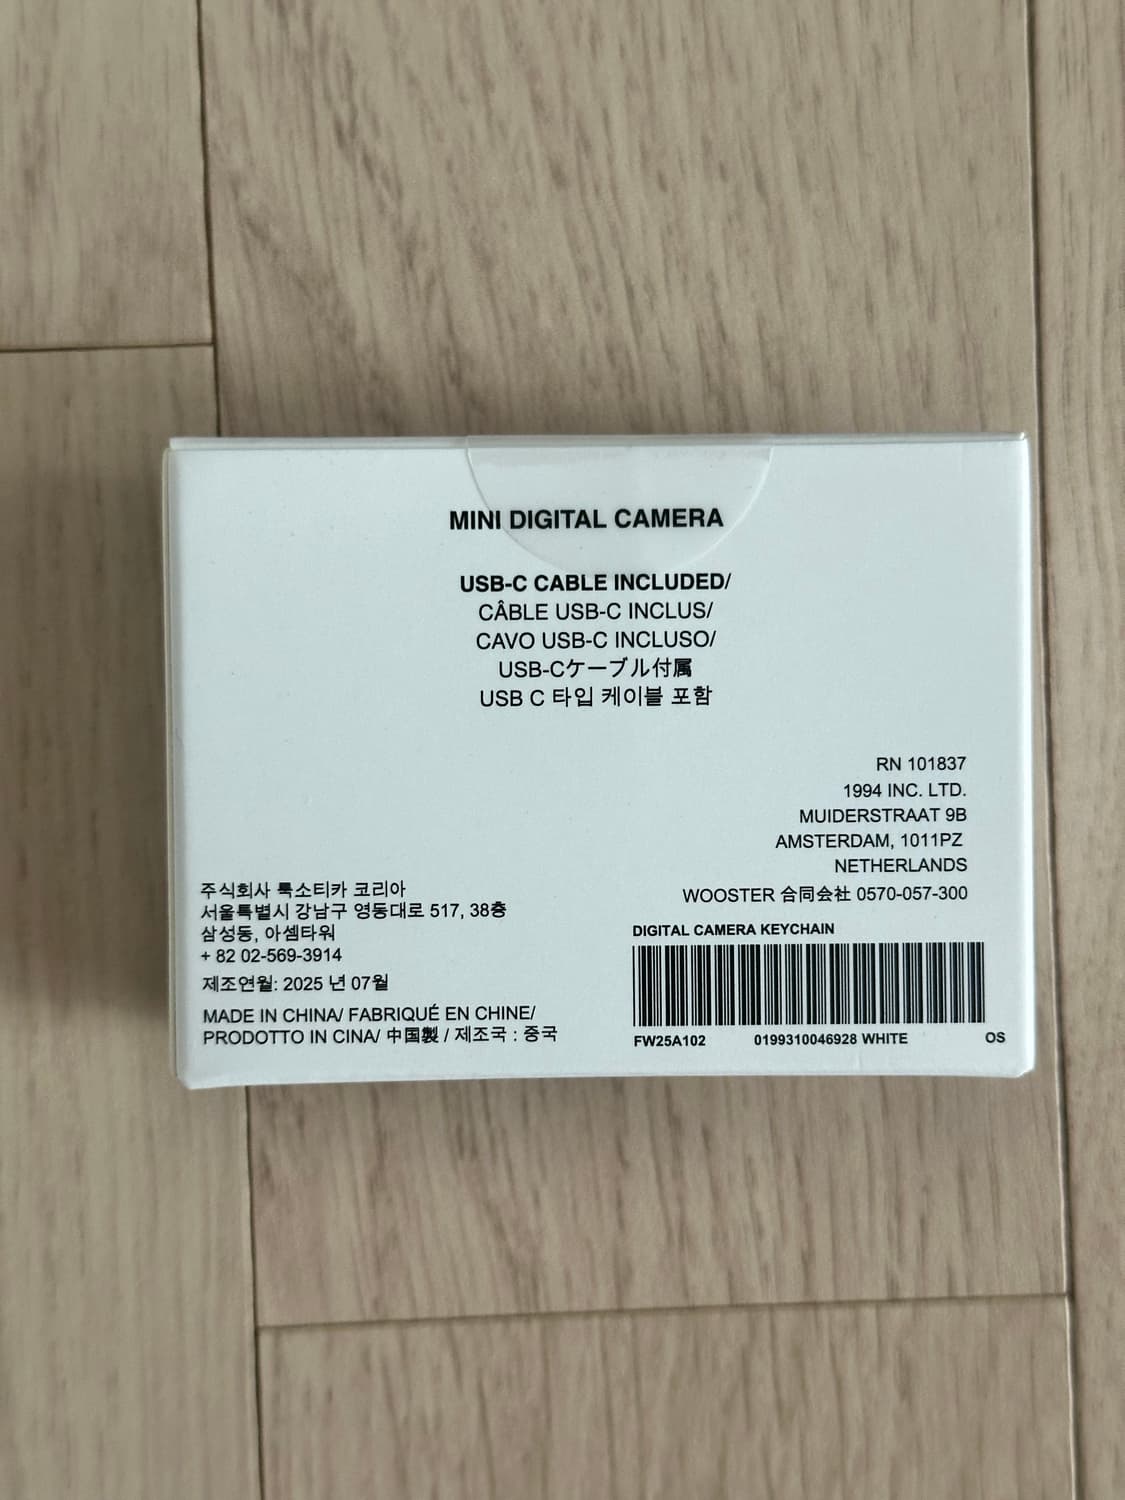 MINI DIGITAL CAMERA
USB-C CABLE INCLUDED/
CÂBLE USB-C INCLUS/
CAVO USB-C INCLUSO/
USB-Cケーブル付属
USB C 타입 케이블 포함
RN 101837
1994 INC. LTD.
MUIDERSTRAAT 9B
AMSTERDAM, 1011PZ
NETHERLANDS
WOOSTER 合同会社 0570-057-300
주식회사 룩소티카 코리아
서울특별시 강남구 영동대로 517, 38층
삼성동, 아셈타워
+ 82 02-569-3914
제조연월: 2025 년 07월
MADE IN CHINA/ FABRIQUÉ EN CHINE/
PRODOTTO IN CINA/ 中国製 / 제조국 : 중국
DIGITAL CAMERA KEYCHAIN
FW25A102 0199310046928 WHITE OS